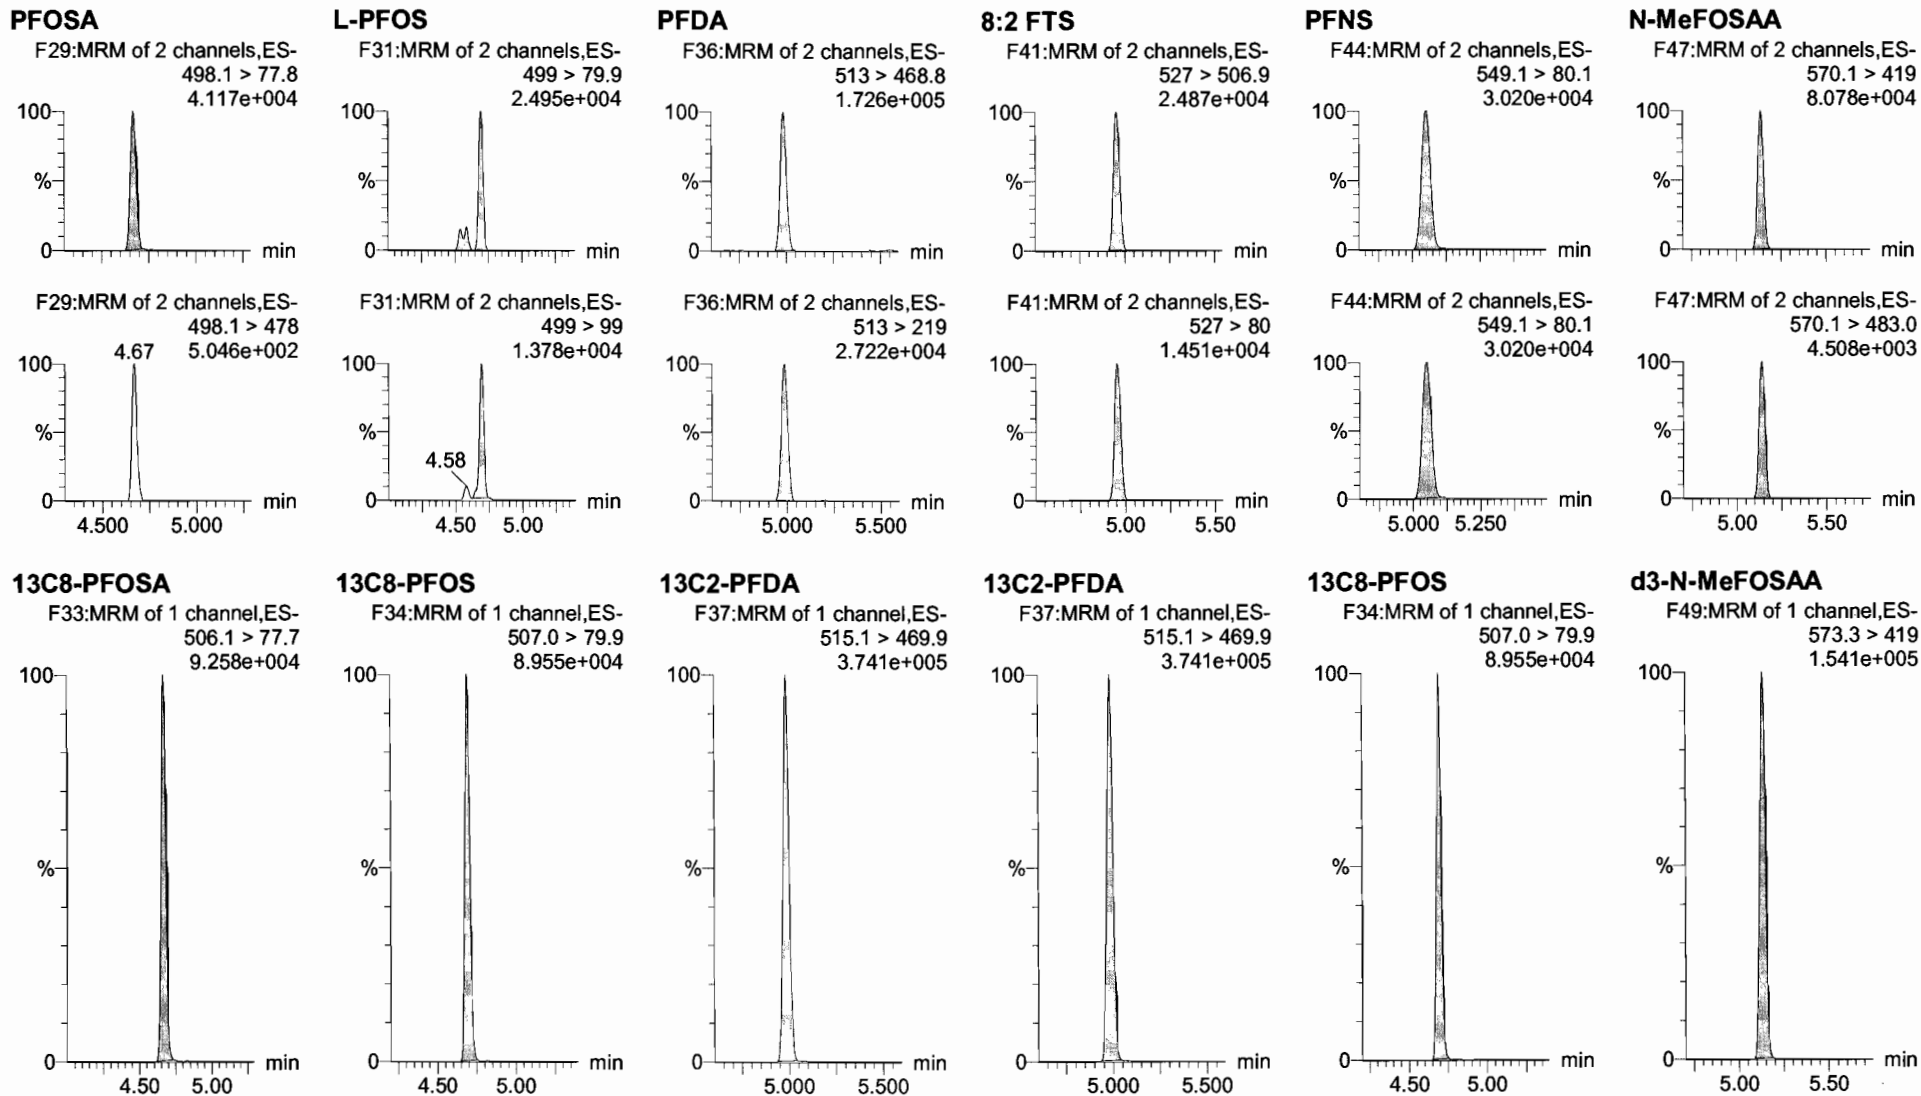 PFOSA
F29:MRM of 2 channels,ES-
498.1 > 77.8
4.117e+004
100
%
0
min
F29:MRM of 2 channels,ES-
498.1 > 478
4.67 5.046e+002
100
%
0
min
4.500 5.000
L-PFOS
F31:MRM of 2 channels,ES-
499 > 79.9
2.495e+004
100
%
0
min
F31:MRM of 2 channels,ES-
499 > 99
1.378e+004
100
%
4.58
0
min
4.50 5.00
PFDA
F36:MRM of 2 channels,ES-
513 > 468.8
1.726e+005
100
%
0
min
F36:MRM of 2 channels,ES-
513 > 219
2.722e+004
100
%
0
min
5.000 5.500
8:2 FTS
F41:MRM of 2 channels,ES-
527 > 506.9
2.487e+004
100
%
0
min
F41:MRM of 2 channels,ES-
527 > 80
1.451e+004
100
%
0
min
5.00 5.50
PFNS
F44:MRM of 2 channels,ES-
549.1 > 80.1
3.020e+004
100
%
0
min
F44:MRM of 2 channels,ES-
549.1 > 80.1
3.020e+004
100
%
0
min
5.000 5.250
N-MeFOSAA
F47:MRM of 2 channels,ES-
570.1 > 419
8.078e+004
100
%
0
min
F47:MRM of 2 channels,ES-
570.1 > 483.0
4.508e+003
100
%
0
min
5.00 5.50
13C8-PFOSA
F33:MRM of 1 channel,ES-
506.1 > 77.7
9.258e+004
100
%
0
min
4.50 5.00
13C8-PFOS
F34:MRM of 1 channel,ES-
507.0 > 79.9
8.955e+004
100
%
0
min
4.50 5.00
13C2-PFDA
F37:MRM of 1 channel,ES-
515.1 > 469.9
3.741e+005
100
%
0
min
5.000 5.500
13C2-PFDA
F37:MRM of 1 channel,ES-
515.1 > 469.9
3.741e+005
100
%
0
min
5.000 5.500
13C8-PFOS
F34:MRM of 1 channel,ES-
507.0 > 79.9
8.955e+004
100
%
0
min
4.50 5.00
d3-N-MeFOSAA
F49:MRM of 1 channel,ES-
573.3 > 419
1.541e+005
100
%
0
min
5.00 5.50